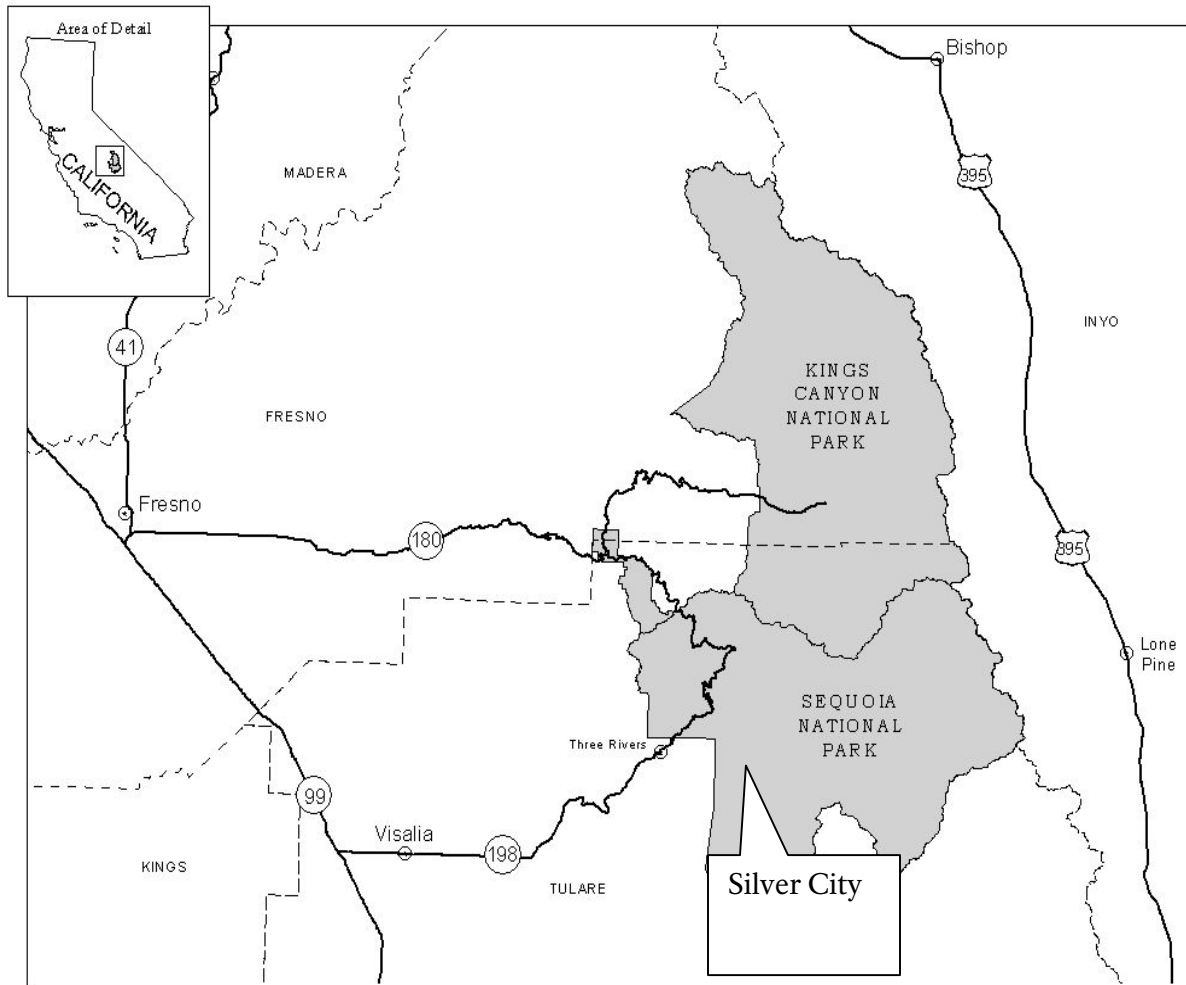 Area of Detail
CALIFORNIA
Bishop
MADERA
395
INYO
41
KINGS
CANYON
NATIONAL
PARK
FRESNO
Fresno
180
395
Lone
Pine
SEQUOIA
NATIONAL
PARK
Three Rivers
99
Visalia
198
KINGS
TULARE
Silver City